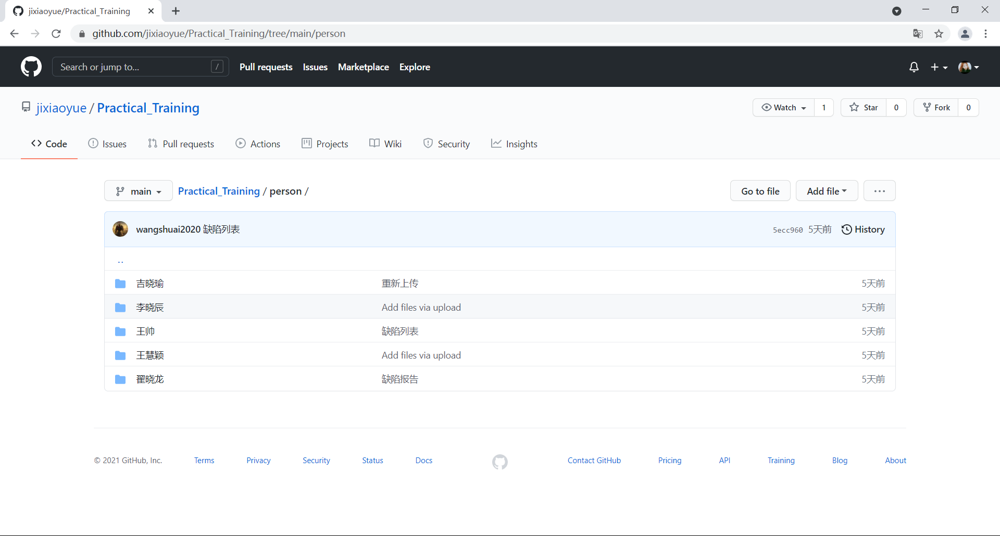 jixiaoyue/Practical_Training
github.com/jixiaoyue/Practical_Training/tree/main/person
Search or jump to... / Pull requests Issues Marketplace Explore
jixiaoyue / Practical_Training Watch 1 Star 0 Fork 0
Code Issues Pull requests Actions Projects Wiki Security Insights
main Practical_Training / person / Go to file Add file ...
wangshuai2020 缺陷列表 5ecc960 5天前 History
..
吉晓瑜 重新上传 5天前
李晓辰 Add files via upload 5天前
王帅 缺陷列表 5天前
王慧颖 Add files via upload 5天前
翟晓龙 缺陷报告 5天前
© 2021 GitHub, Inc. Terms Privacy Security Status Docs Contact GitHub Pricing API Training Blog About